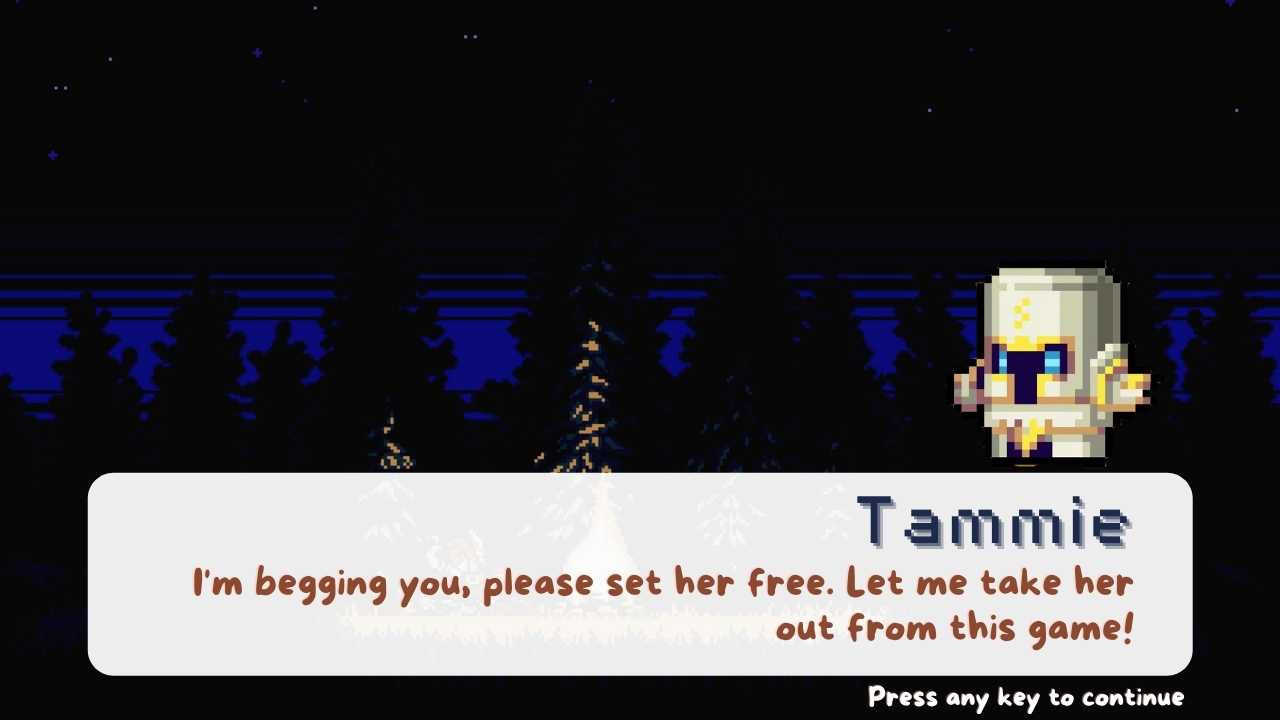 Tammie
I'm begging you, please set her free. Let me take her
out from this game!
Press any key to continue